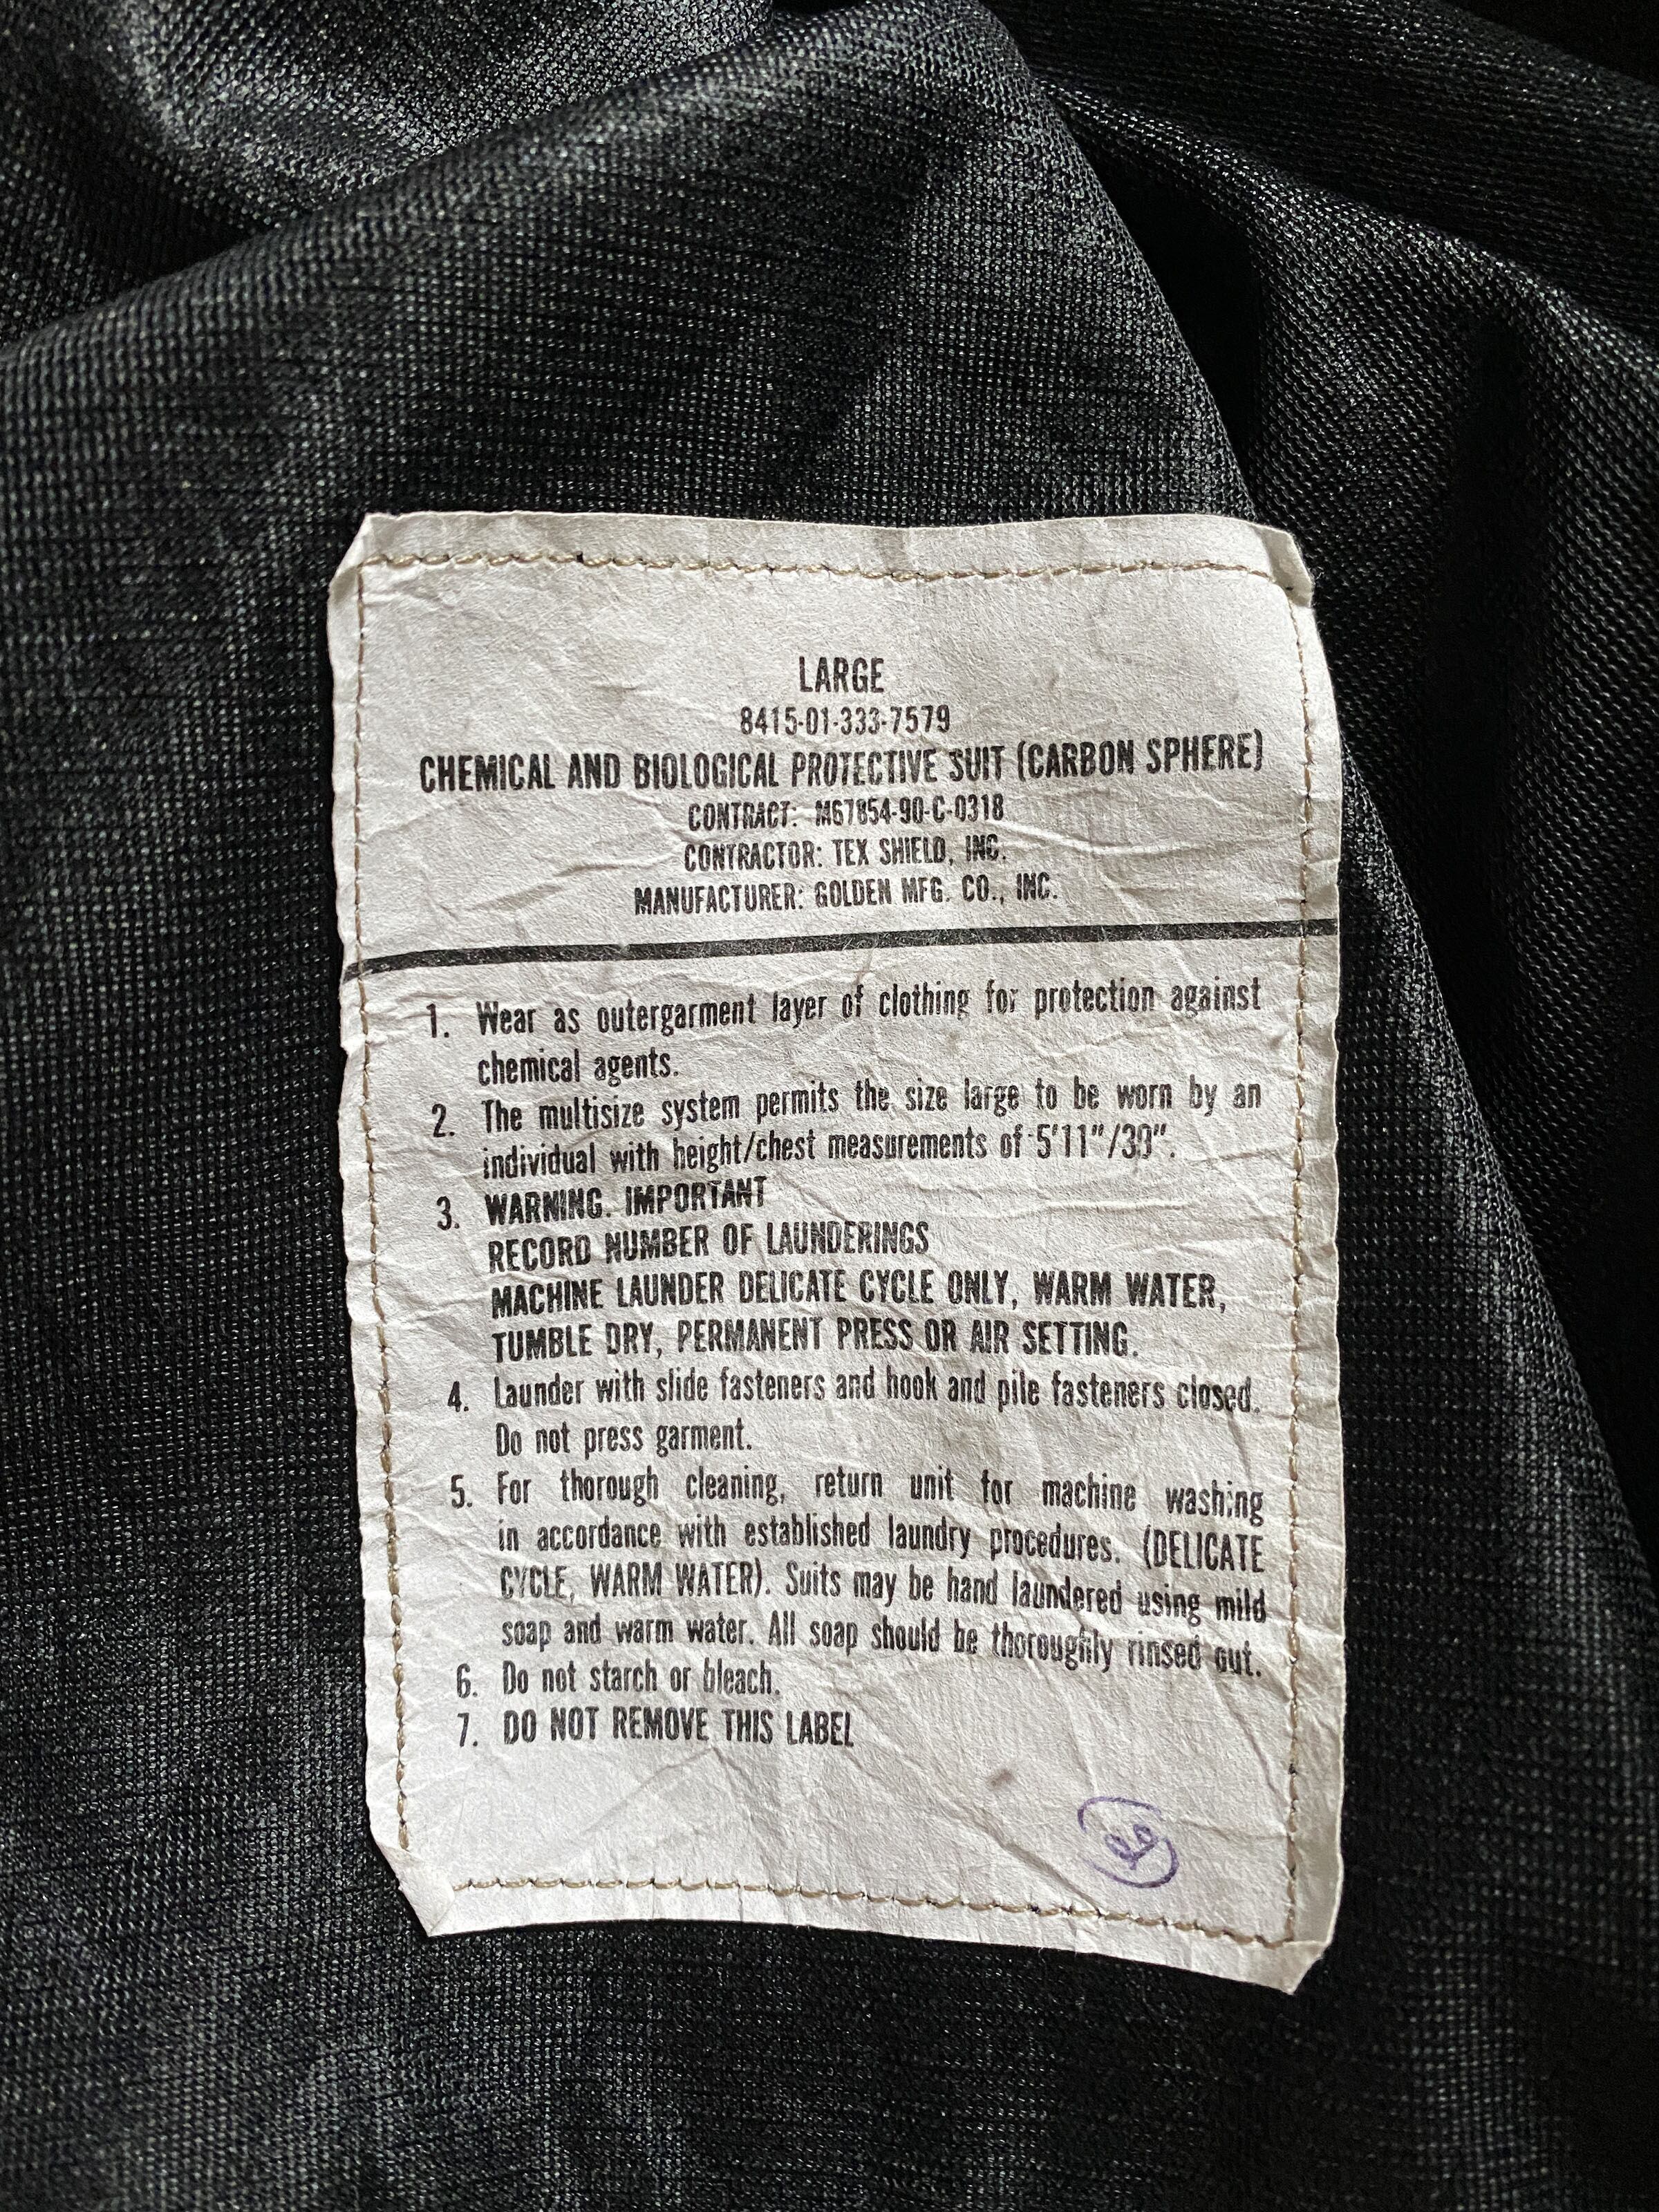 LARGE
8415-01-333-7579
CHEMICAL AND BIOLOGICAL PROTECTIVE SUIT (CARBON SPHERE)
CONTRACT: M67854-90-C-0318
CONTRACTOR: TEX SHIELD, INC.
MANUFACTURER: GOLDEN MFG. CO., INC.
1. Wear as outergarment layer of clothing for protection against
chemical agents.
2. The multisize system permits the size large to be worn by an
individual with height/chest measurements of 5'11"/39".
3. WARNING. IMPORTANT
RECORD NUMBER OF LAUNDERINGS
MACHINE LAUNDER DELICATE CYCLE ONLY, WARM WATER,
TUMBLE DRY, PERMANENT PRESS OR AIR SETTING.
4. Launder with slide fasteners and hook and pile fasteners closed.
Do not press garment.
5. For thorough cleaning, return unit for machine washing
in accordance with established laundry procedures. (DELICATE
CYCLE, WARM WATER). Suits may be hand laundered using mild
soap and warm water. All soap should be thoroughly rinsed out.
6. Do not starch or bleach.
7. DO NOT REMOVE THIS LABEL